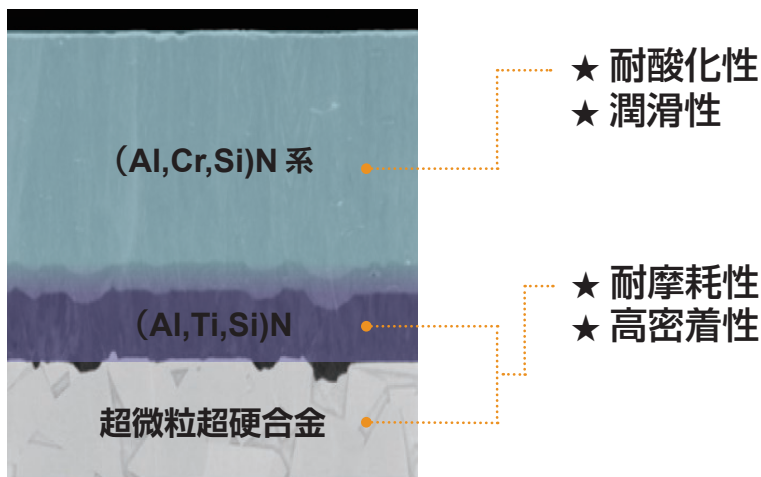 (Al,Cr,Si)N 系
(Al,Ti,Si)N
超微粒超硬合金
★ 耐酸化性
★ 潤滑性
★ 耐摩耗性
★ 高密着性